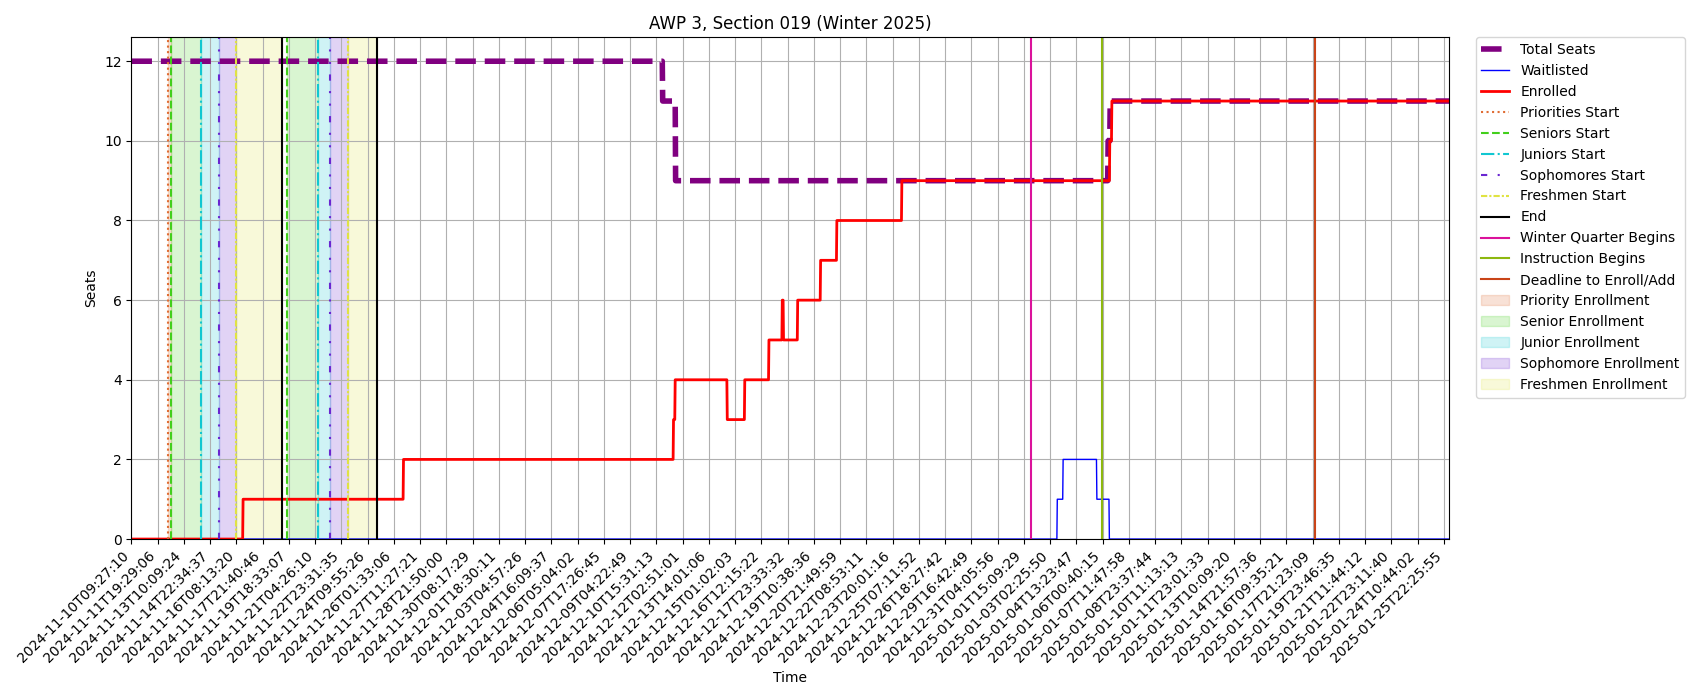 AWP 3, Section 019 (Winter 2025)
Seats
12
10
8
6
4
2
0
2024-11-10T09:27:10
2024-11-11T19:29:06
2024-11-13T10:09:24
2024-11-14T22:34:37
2024-11-16T08:13:20
2024-11-17T21:40:46
2024-11-19T18:33:07
2024-11-21T04:26:10
2024-11-22T23:31:35
2024-11-24T09:55:26
2024-11-26T01:33:06
2024-11-27T11:27:21
2024-11-28T21:50:00
2024-11-30T08:17:29
2024-12-01T18:30:11
2024-12-03T04:57:26
2024-12-04T16:09:37
2024-12-06T05:04:02
2024-12-07T17:26:45
2024-12-09T04:22:49
2024-12-10T15:31:13
2024-12-12T02:51:01
2024-12-13T14:01:06
2024-12-15T01:02:03
2024-12-16T12:15:22
2024-12-17T23:33:32
2024-12-19T10:38:36
2024-12-20T21:49:59
2024-12-22T08:53:11
2024-12-23T20:01:16
2024-12-25T07:11:52
2024-12-26T18:27:42
2024-12-29T16:42:49
2024-12-31T04:05:56
2025-01-01T15:09:29
2025-01-03T02:25:50
2025-01-04T13:23:47
2025-01-06T00:40:15
2025-01-07T11:47:58
2025-01-08T23:37:44
2025-01-10T11:13:13
2025-01-11T23:01:33
2025-01-13T10:09:20
2025-01-14T21:57:36
2025-01-16T09:35:21
2025-01-17T21:23:09
2025-01-19T23:46:35
2025-01-21T11:44:12
2025-01-22T23:11:40
2025-01-24T10:44:02
2025-01-25T22:25:55
Time
Total Seats
Waitlisted
Enrolled
Priorities Start
Seniors Start
Juniors Start
Sophomores Start
Freshmen Start
End
Winter Quarter Begins
Instruction Begins
Deadline to Enroll/Add
Priority Enrollment
Senior Enrollment
Junior Enrollment
Sophomore Enrollment
Freshmen Enrollment